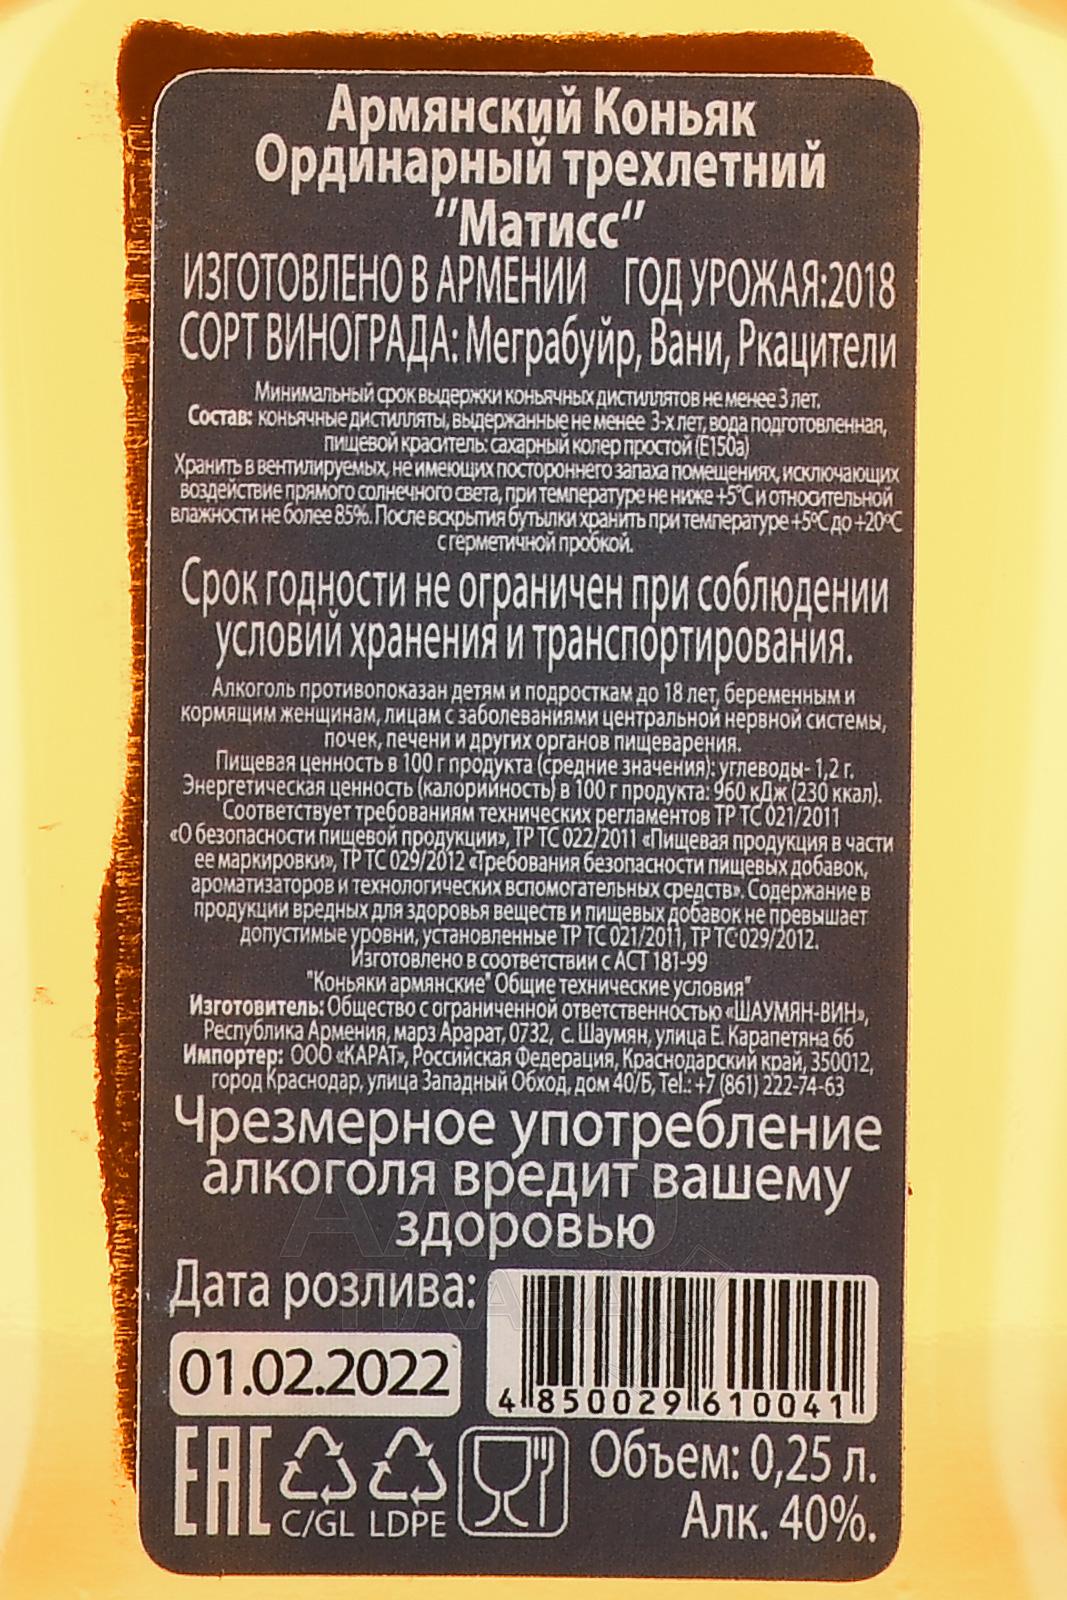 Армянский Коньяк
Ординарный трехлетний
‘‘Матисс‘‘
ИЗГОТОВЛЕНО В АРМЕНИИ ГОД УРОЖАЯ:2018
СОРТ ВИНОГРАДА: Меграбуйр, Вани, Ркацители
Минимальный срок выдержки коньячных дистиллятов не менее 3 лет.
Состав: коньячные дистилляты, выдержанные не менее 3-х лет, вода подготовленная,
пищевой краситель: сахарный колер простой (Е150а)
Хранить в вентилируемых, не имеющих постороннего запаха помещениях, исключающих
воздействие прямого солнечного света, при температуре не ниже +5°С и относительной
влажности не более 85%. После вскрытия бутылки хранить при температуре +5ºС до +20ºС
с герметичной пробкой.
Срок годности не ограничен при соблюдении
условий хранения и транспортирования.
Алкоголь противопоказан детям и подросткам до 18 лет, беременным и
кормящим женщинам, лицам с заболеваниями центральной нервной системы,
почек, печени и других органов пищеварения.
Пищевая ценность в 100 г продукта (средние значения): углеводы- 1,2 г.
Энергетическая ценность (калорийность) в 100 г продукта: 960 кДж (230 ккал).
Соответствует требованиям технических регламентов ТР ТС 021/2011
«О безопасности пищевой продукции», ТР ТС 022/2011 «Пищевая продукция в части
ее маркировки», ТР ТС 029/2012 «Требования безопасности пищевых добавок,
ароматизаторов и технологических вспомогательных средств». Содержание в
продукции вредных для здоровья веществ и пищевых добавок не превышает
допустимые уровни, установленные ТР ТС 021/2011, ТР ТС 029/2012.
Изготовлено в соответствии с АСТ 181-99
"Коньяки армянские" Общие технические условия"
Изготовитель: Общество с ограниченной ответственностью «ШАУМЯН-ВИН»,
Республика Армения, марз Арарат, 0732, с. Шаумян, улица Е. Карапетяна 66
Импортер: ООО «КАРАТ», Российская Федерация, Краснодарский край, 350012,
город Краснодар, улица Западный Обход, дом 40/Б, Tel.: +7 (861) 222-74-63
Чрезмерное употребление
алкоголя вредит вашему
здоровью
Дата розлива:
01.02.2022
4 850029 610041
EAC C/GL LDPE
Объем: 0,25 л.
Алк. 40%.